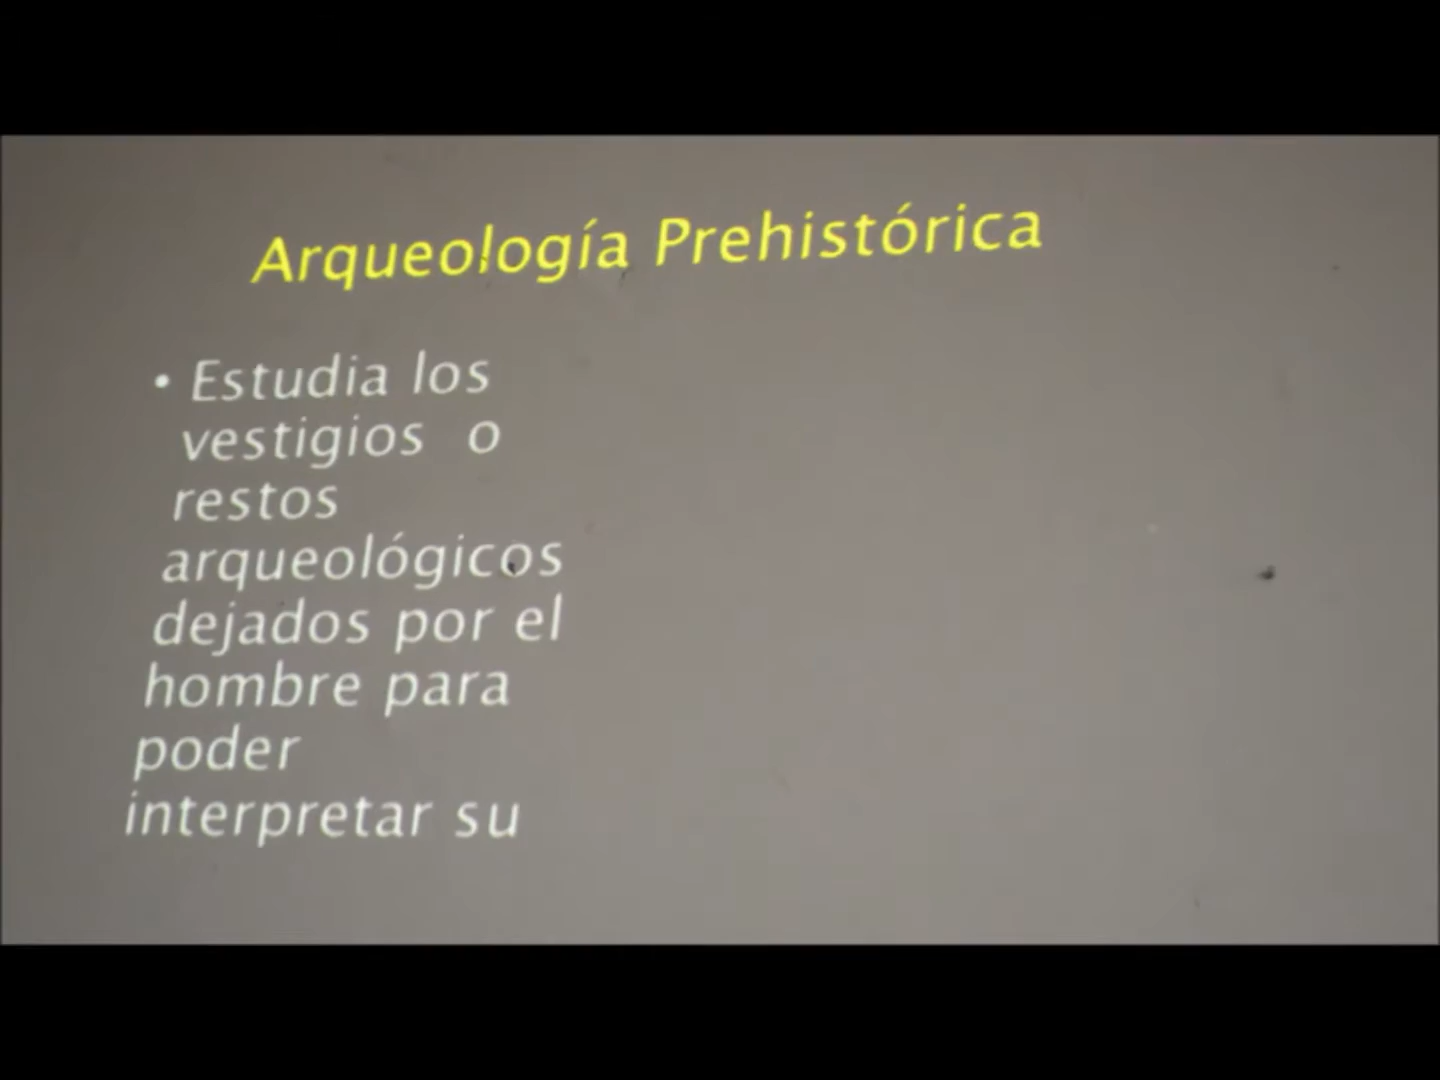 Arqueología Prehistórica
• Estudia los
vestigios o
restos
arqueológicos
dejados por el
hombre para
poder
interpretar su